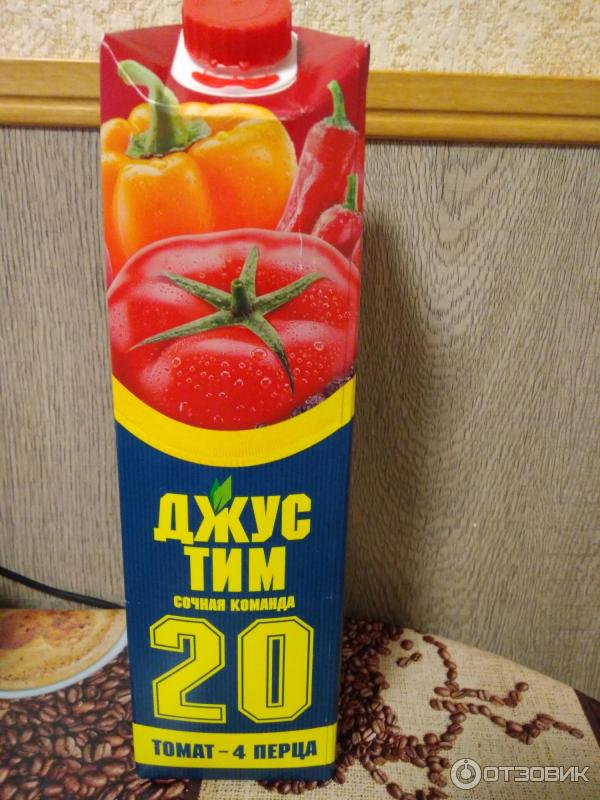 ДЖУС
ТИМ
СОЧНАЯ КОМАНДА
20
ТОМАТ - 4 ПЕРЦА
ОТЗОВИК